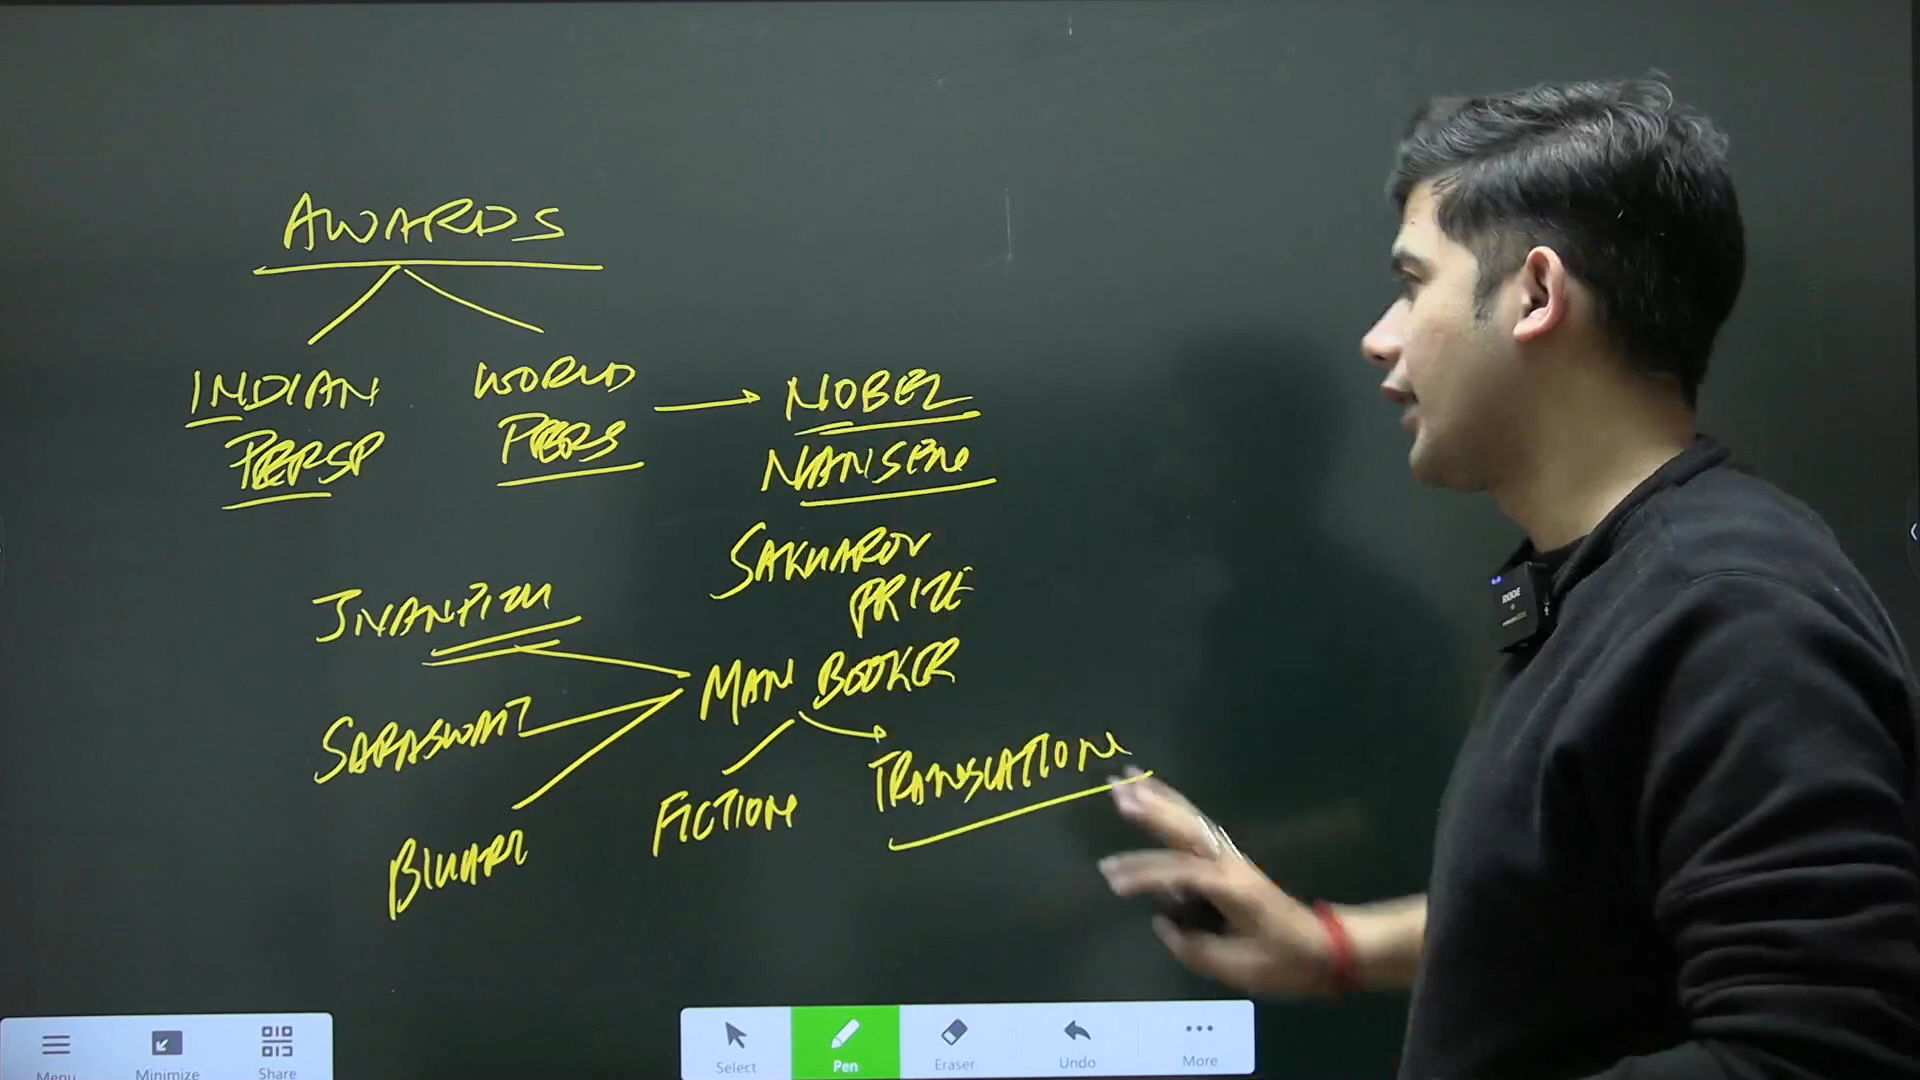 AWARDS
INDIAN
PERSP
WORLD
PERS
NOBEL
NANSEN
SAKHAROV
PRIZE
JNANPITH
MAN BOOKER
SARASWATI
TRANSLATION
FICTION
BIHARI
Menu
Minimize
Share
Select
Pen
Eraser
Undo
More